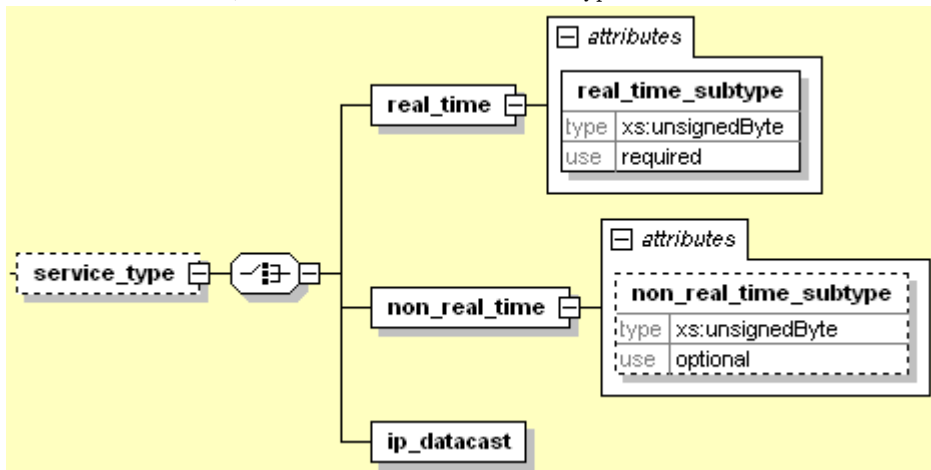 attributes
real_time_subtype
type xs:unsignedByte
use required
real_time
attributes
service_type
non_real_time_subtype
type xs:unsignedByte
use optional
non_real_time
ip_datacast